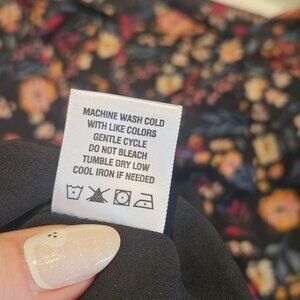 MACHINE WASH COLD
WITH LIKE COLORS
GENTLE CYCLE
DO NOT BLEACH
TUMBLE DRY LOW
COOL IRON IF NEEDED